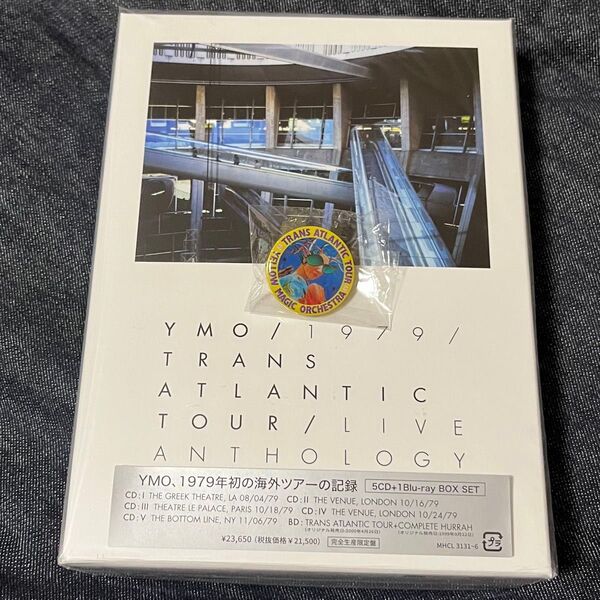 TRANS ATLANTIC TOUR
YELLOW MAGIC ORCHESTRA
YMO/1979/
TRANS
ATLANTIC
TOUR/LIVE
ANTHOLOGY
YMO、1979年初の海外ツアーの記録 5CD+1Blu-ray BOX SET
CD:I THE GREEK THEATRE, LA 08/04/79 CD:II THE VENUE, LONDON 10/16/79
CD:III THEATRE LE PALACE, PARIS 10/18/79 CD:IV THE VENUE, LONDON 10/24/79
CD:V THE BOTTOM LINE, NY 11/06/79 BD: TRANS ATLANTIC TOUR+COMPLETE HURRAH
¥23,650 (税抜価格¥21,500) 完全生産限定盤
MHCL 3131~6
プラ